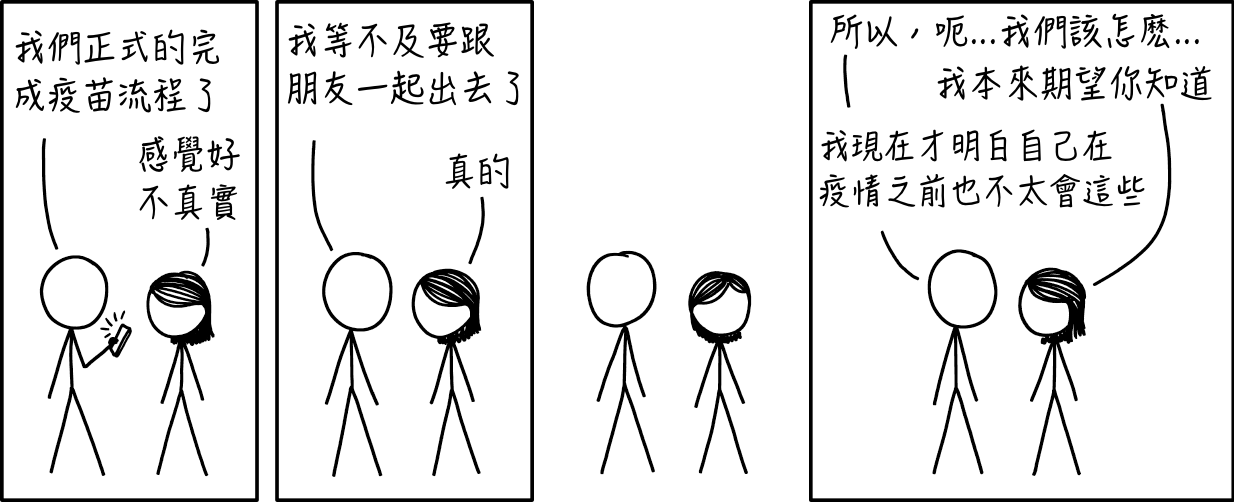 我們正式的完
成疫苗流程了
感覺好
不真實
我等不及要跟
朋友一起出去了
真的
所以，呃...我們該怎麽...
我本來期望你知道
我現在才明白自己在
疫情之前也不太會這些